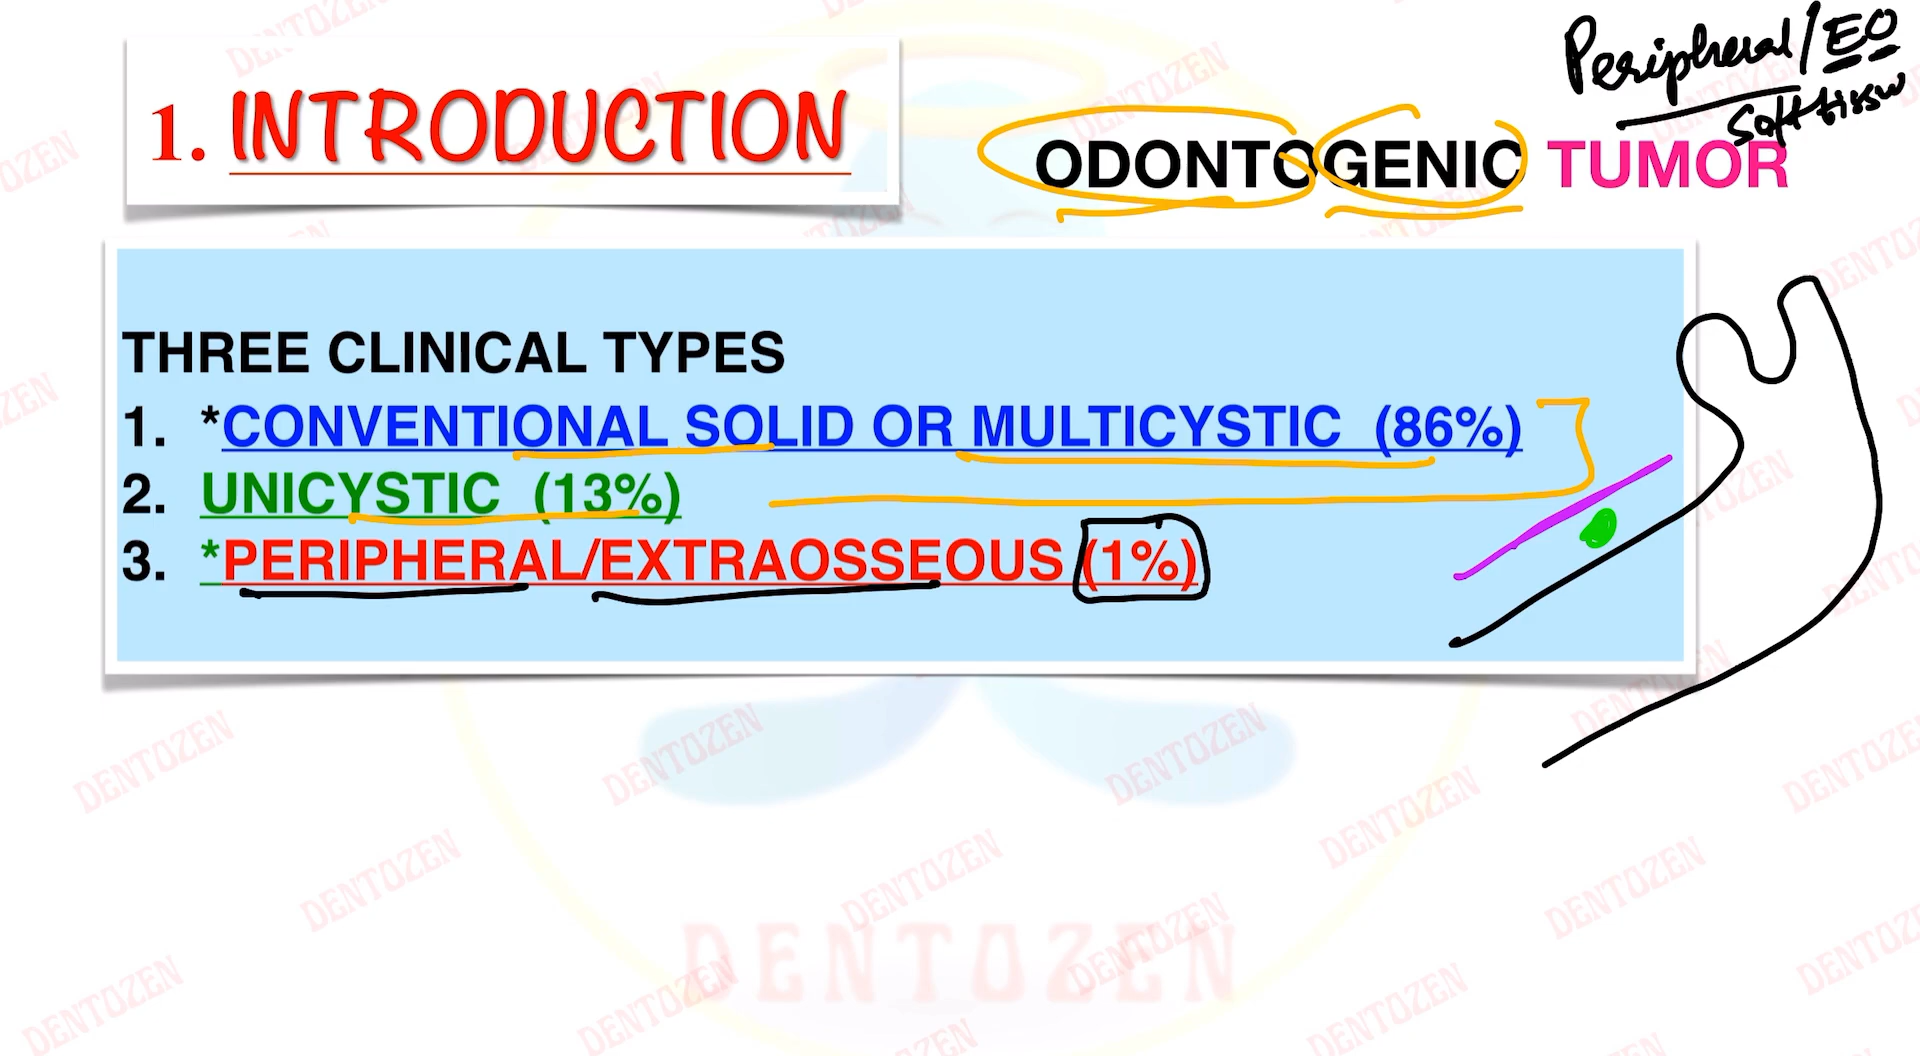 Peripheral/EO
Soft tissu
1. INTRODUCTION
ODONTOGENIC TUMOR
THREE CLINICAL TYPES
1. *CONVENTIONAL SOLID OR MULTICYSTIC (86%)
2. UNICYSTIC (13%)
3. *PERIPHERAL/EXTRAOSSEOUS (1%)
DENTOZEN